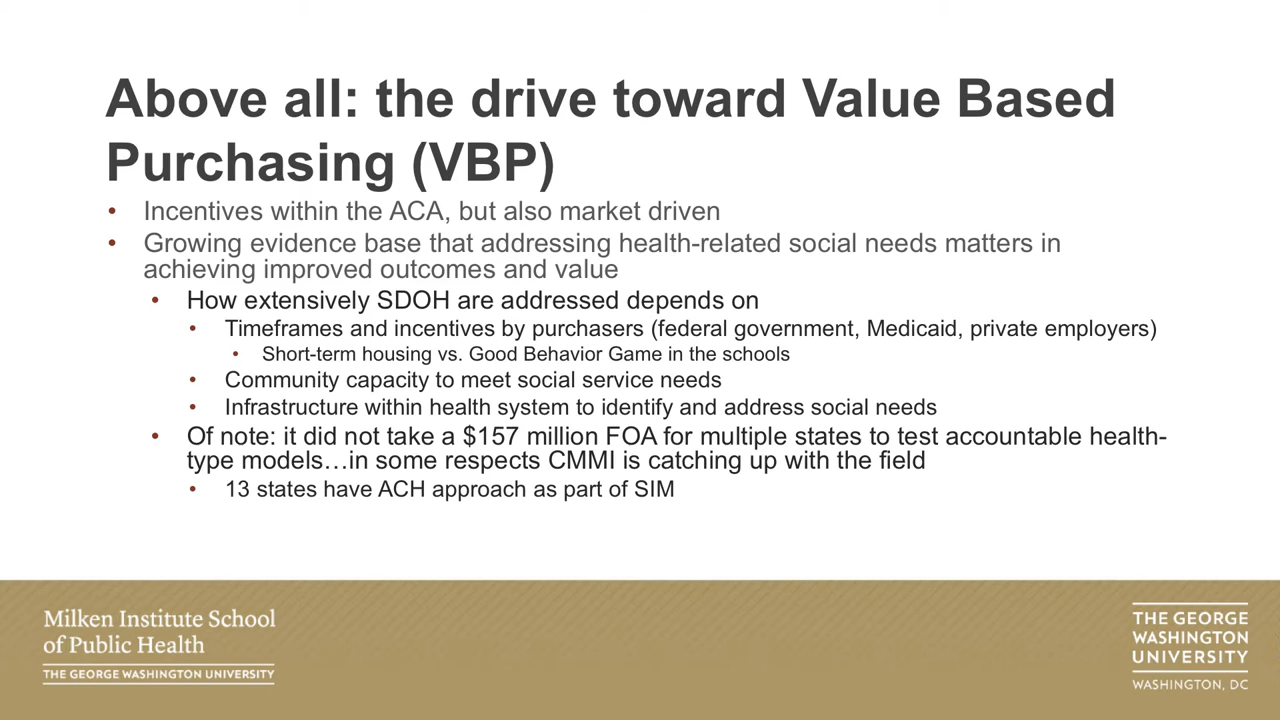 Above all: the drive toward Value Based
Purchasing (VBP)
• Incentives within the ACA, but also market driven
• Growing evidence base that addressing health-related social needs matters in
achieving improved outcomes and value
• How extensively SDOH are addressed depends on
• Timeframes and incentives by purchasers (federal government, Medicaid, private employers)
• Short-term housing vs. Good Behavior Game in the schools
• Community capacity to meet social service needs
• Infrastructure within health system to identify and address social needs
• Of note: it did not take a $157 million FOA for multiple states to test accountable health-
type models…in some respects CMMI is catching up with the field
• 13 states have ACH approach as part of SIM
Milken Institute School
of Public Health
THE GEORGE WASHINGTON UNIVERSITY
THE GEORGE
WASHINGTON
UNIVERSITY
WASHINGTON, DC